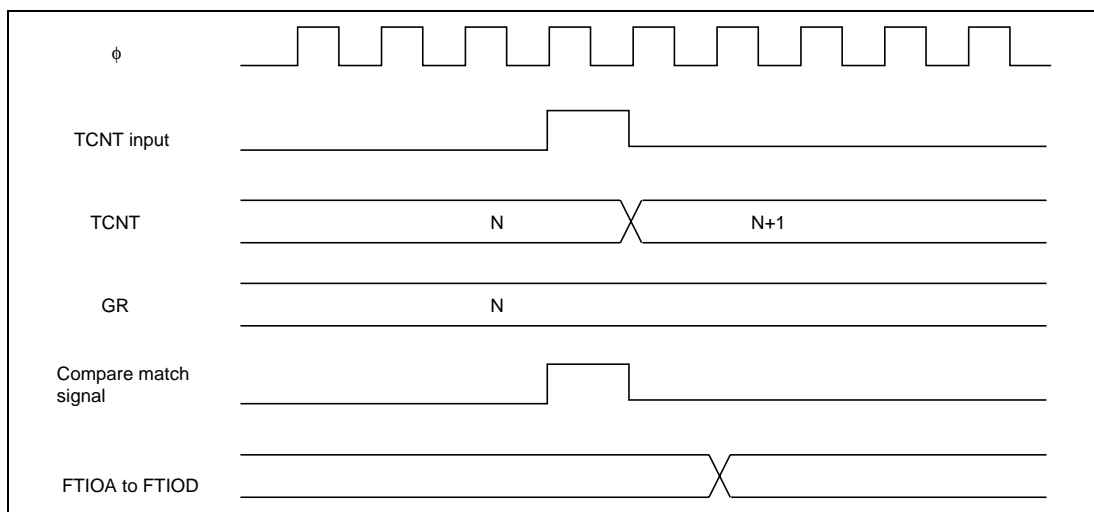 ϕ
TCNT input
TCNT
N
N+1
GR
N
Compare match
signal
FTIOA to FTIOD